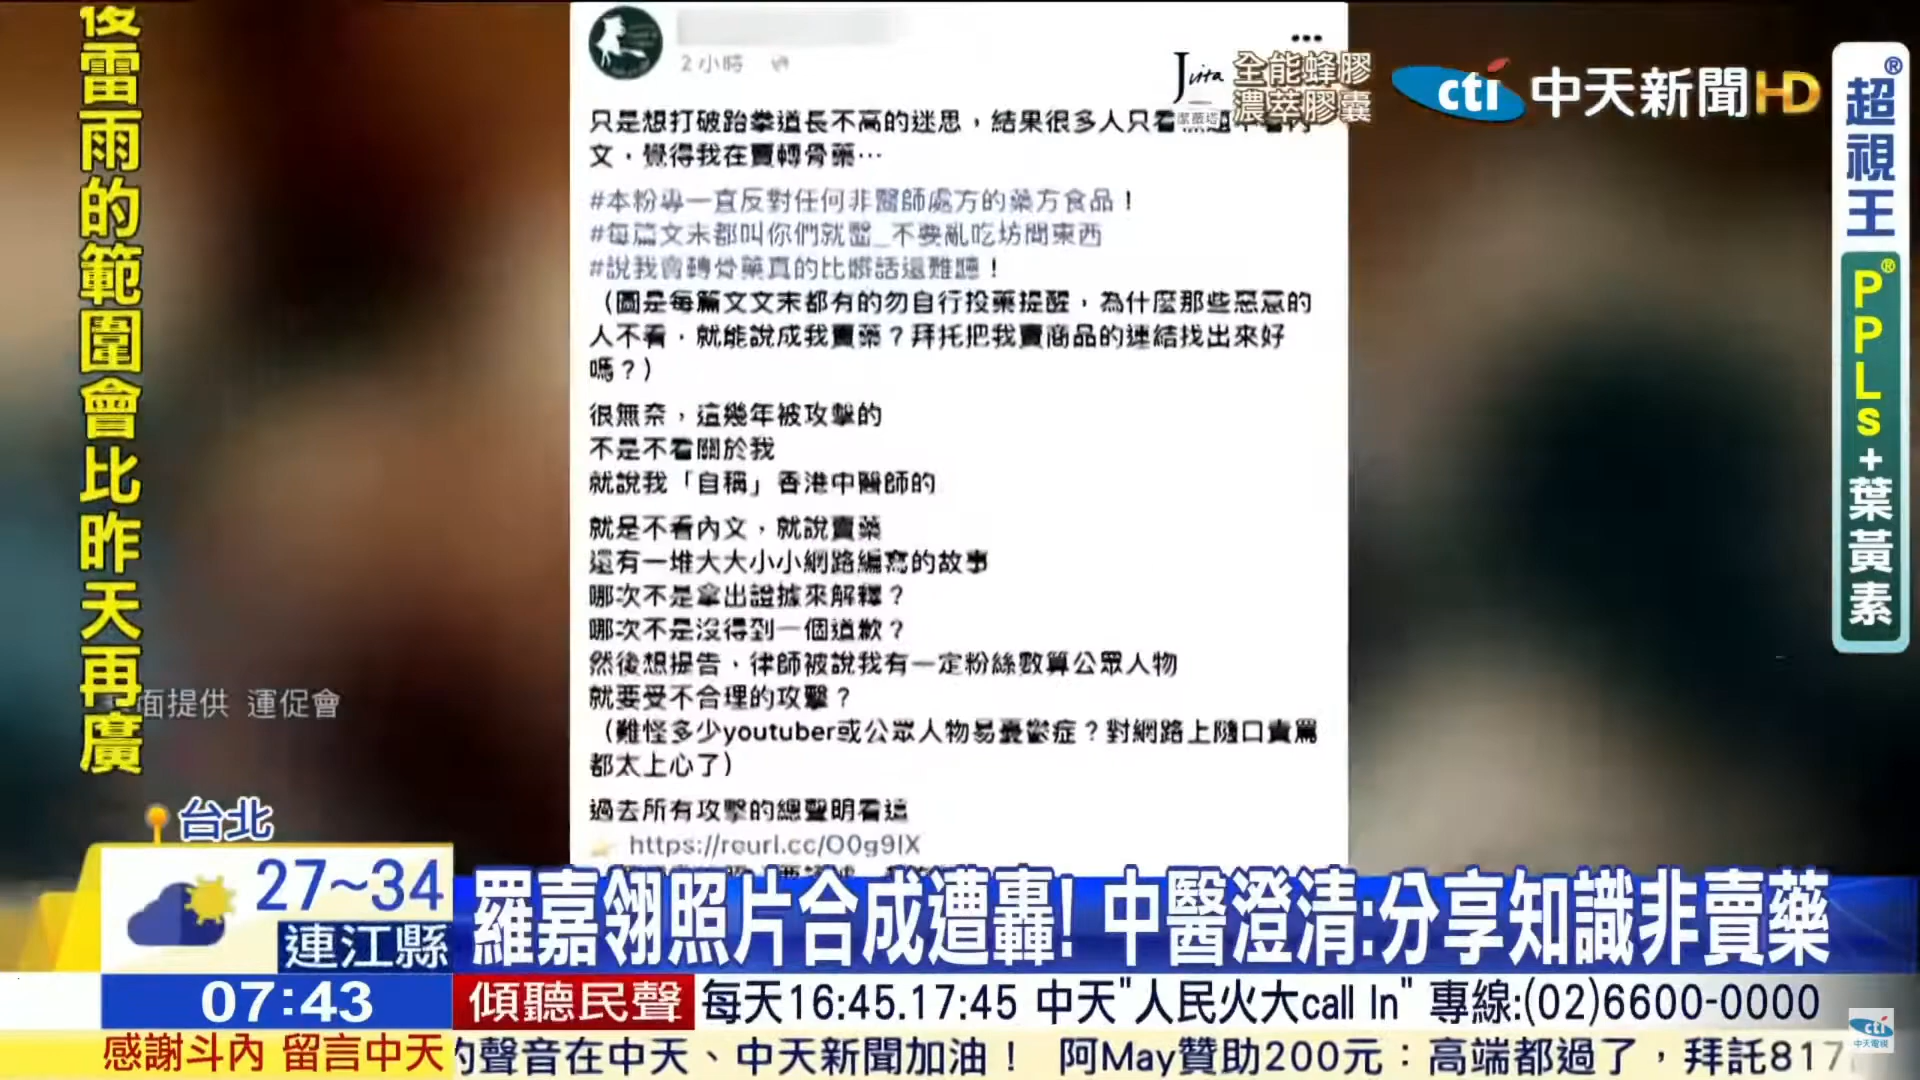 後雷雨的範圍會比昨天再廣
2小時
只是想打破跆拳道長不高的迷思，結果很多人只看
文，覺得我在賣轉骨藥…
#本粉專一直反對任何非醫師處方的藥方食品！
#每篇文末都叫你們就醫_不要亂吃坊間東西
#說我賣轉骨藥真的比髒話還難聽！
（圖是每篇文文末都有的勿自行投藥提醒，為什麼那些惡意的
人不看，就能說成我賣藥？拜托把我賣商品的連結找出來好
嗎？）
很無奈，這幾年被攻擊的
不是不看關於我
就說我「自稱」香港中醫師的
就是不看內文，就說賣藥
還有一堆大大小小網路編寫的故事
哪次不是拿出證據來解釋？
哪次不是沒得到一個道歉？
然後想提告、律師被說我有一定粉絲數算公眾人物
就要受不合理的攻擊？
（難怪多少youtuber或公眾人物易憂鬱症？對網路上隨口責罵
都太上心了）
過去所有攻擊的總聲明看這
https://reurl.cc/O0g9lX
Jvita
潔薇塔
全能蜂膠
濃萃膠囊
cti 中天新聞HD
超視王®
PPLs®+葉黃素
面提供 運促會
台北
27~34
連江縣
羅嘉翎照片合成遭轟! 中醫澄清:分享知識非賣藥
07:43
傾聽民聲 每天16:45.17:45 中天"人民火大call In" 專線:(02)6600-0000
感謝斗內 留言中天
的聲音在中天、中天新聞加油！ 阿May贊助200元：高端都過了，拜託817
cti
中天電視